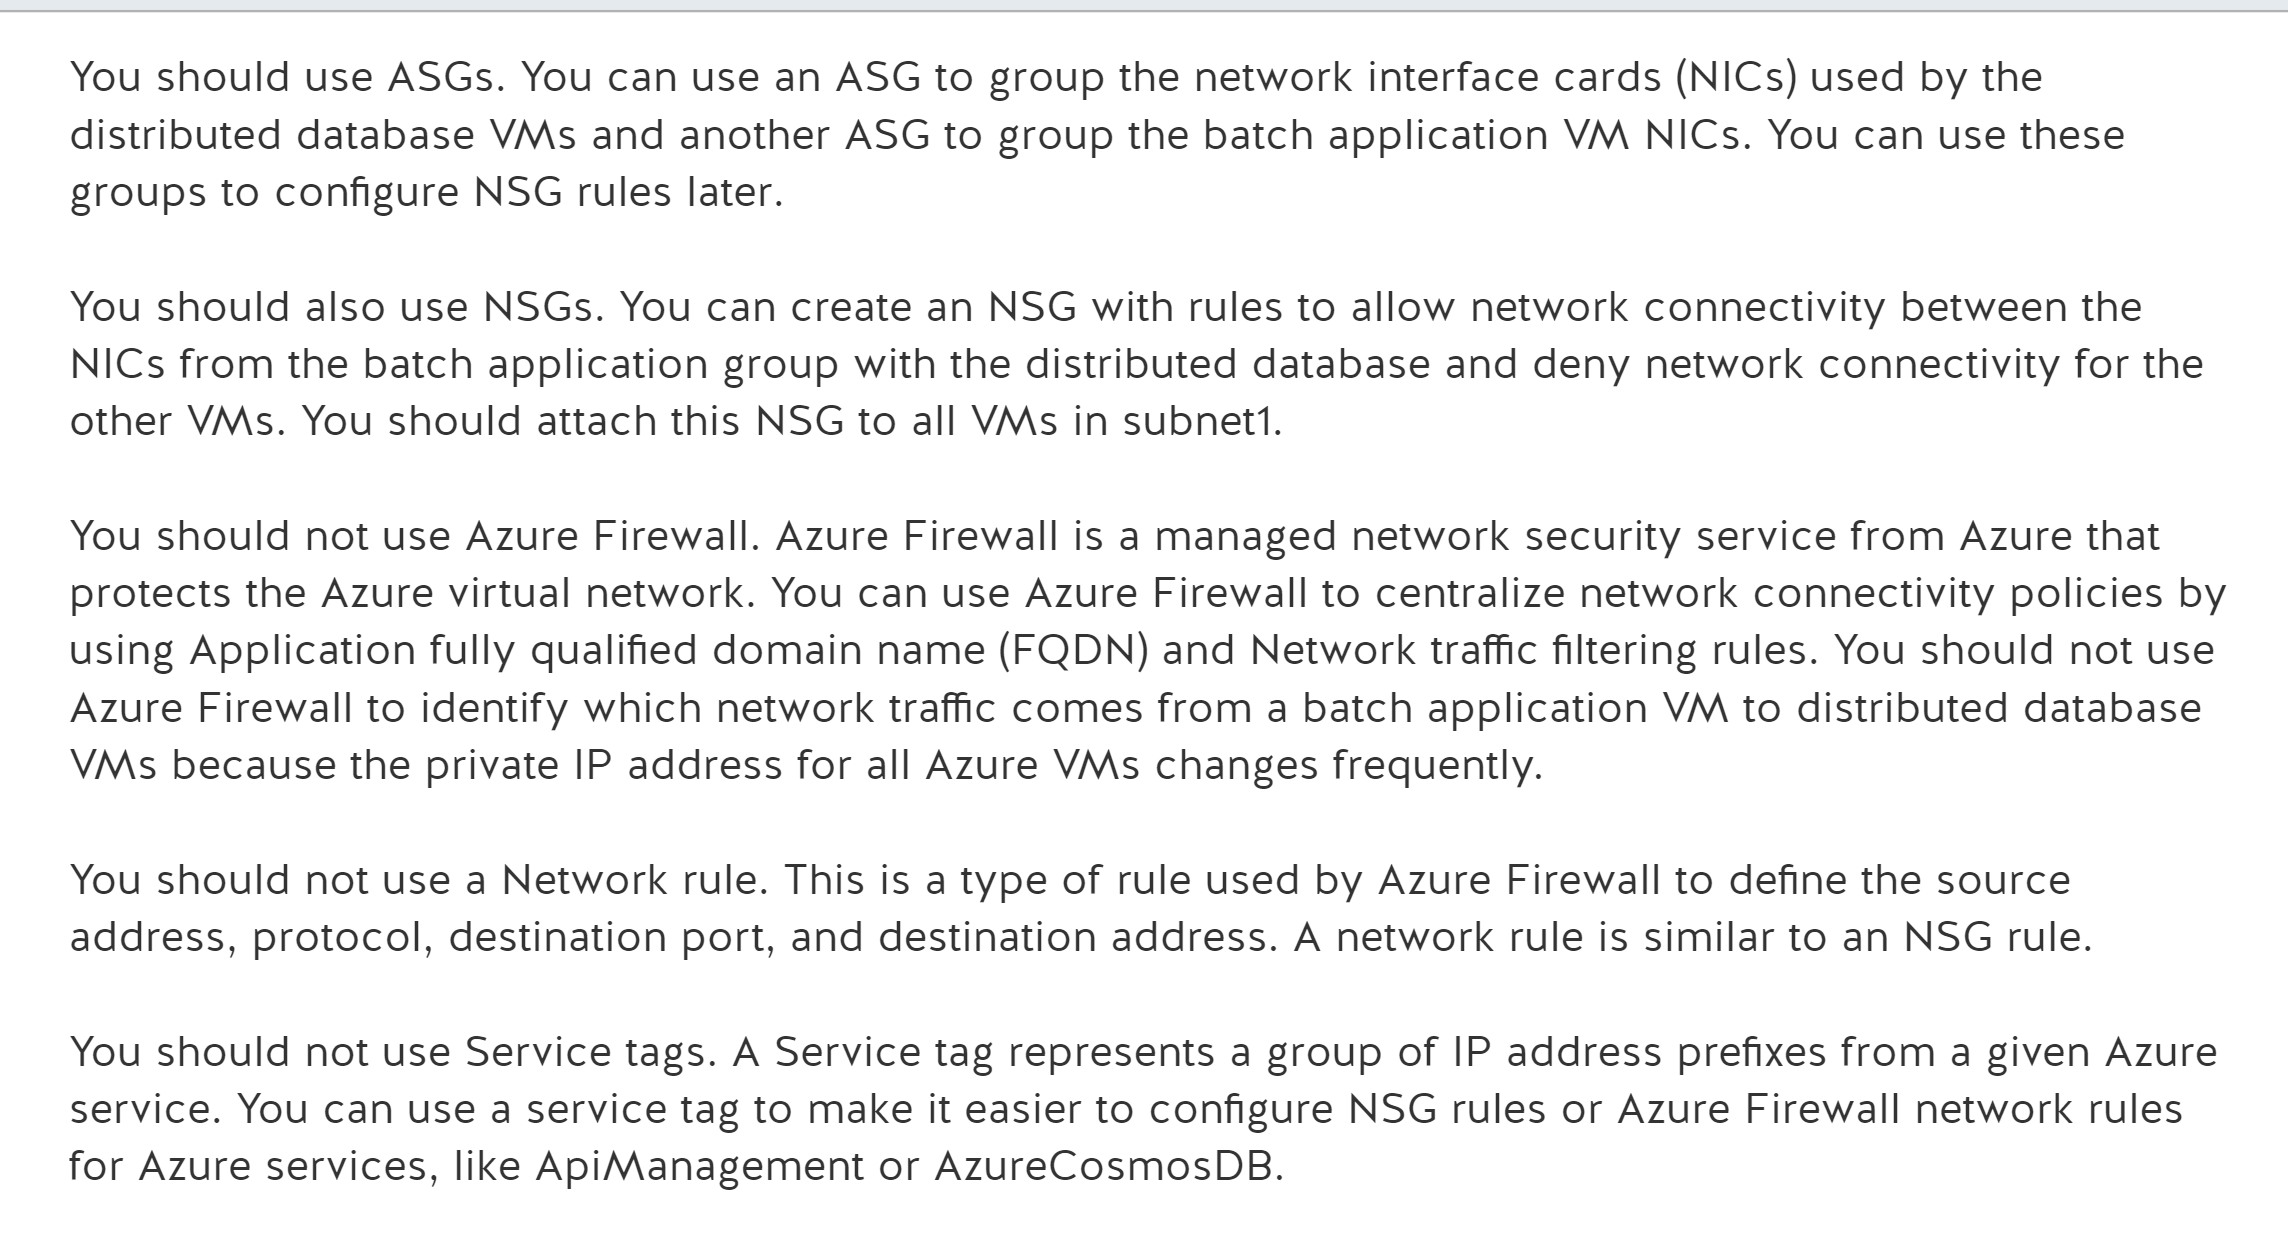 You should use ASGs. You can use an ASG to group the network interface cards (NICs) used by the
distributed database VMs and another ASG to group the batch application VM NICs. You can use these
groups to configure NSG rules later.
You should also use NSGs. You can create an NSG with rules to allow network connectivity between the
NICs from the batch application group with the distributed database and deny network connectivity for the
other VMs. You should attach this NSG to all VMs in subnet1.
You should not use Azure Firewall. Azure Firewall is a managed network security service from Azure that
protects the Azure virtual network. You can use Azure Firewall to centralize network connectivity policies by
using Application fully qualified domain name (FQDN) and Network traffic filtering rules. You should not use
Azure Firewall to identify which network traffic comes from a batch application VM to distributed database
VMs because the private IP address for all Azure VMs changes frequently.
You should not use a Network rule. This is a type of rule used by Azure Firewall to define the source
address, protocol, destination port, and destination address. A network rule is similar to an NSG rule.
You should not use Service tags. A Service tag represents a group of IP address prefixes from a given Azure
service. You can use a service tag to make it easier to configure NSG rules or Azure Firewall network rules
for Azure services, like ApiManagement or AzureCosmosDB.